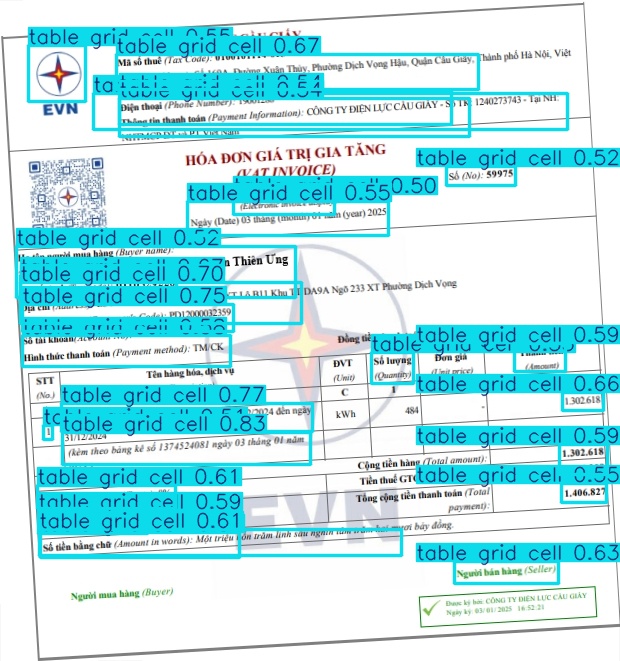 table grid cell 0.55 CẦU GIẤY
table grid cell 0.67
Mã số thuế (Tax Code):
Đường Xuân Thủy, Phường Dịch Vọng Hậu, Quận Cầu Giấy, Thành phố Hà Nội, Việt
table grid cell 0.54
EVN
Điện thoại (Phone Number): 19001288
Thông tin thanh toán (Payment Information): CÔNG TY ĐIỆN LỰC CẦU GIẤY - Số TK: 1240273743 - Tại NH:
NHTMCP ĐT và PT Việt Nam
HÓA ĐƠN GIÁ TRỊ GIA TĂNG
table grid cell 0.52
(VAT INVOICE)
Số (No): 59975
table grid cell 0.55 0.50
Ngày (Date) 03 tháng (month) 01 năm (year) 2025
table grid cell 0.52
người mua hàng (Buyer name):
table grid cell 0.67 Thiên Ưng
table grid cell 0.70
table grid cell 0.75 Lô B11 Khu TT DA9A Ngõ 233 XT Phường Dịch Vọng
Địa chỉ Code): PD12000032359
table grid cell 0.58
Số tài khoản
Đồng
table grid cell
table grid cell 0.59
Hình thức thanh toán (Payment method): TM/CK
STT
(No.)
Tên hàng hóa, dịch vụ
ĐVT
(Unit)
Số lượng
(Quantity)
Đơn giá
(Unit price)
(Amount)
C
1
table grid cell 0.66
table grid cell 0.77
1
/2024 đến ngày
kWh
484
-
1.302.618
table grid cell 0.83
31/12/2024
(kèm theo bảng kê số 1374524081 ngày 03 tháng 01 năm
table grid cell 0.59
Cộng tiền hàng (Total amount):
1.302.618
table grid cell 0.61
Tiền thuế GTG
table grid cell 0.55
table grid cell 0.59
Tổng cộng tiền thanh toán (Total payment):
1.406.827
table grid cell 0.61
EVN
Số tiền bằng chữ (Amount in words): Một triệu bốn trăm linh sáu nghìn tám trăm hai mươi bảy đồng.
table grid cell 0.63
Người mua hàng (Buyer)
Người bán hàng (Seller)
Được ký bởi: CÔNG TY ĐIỆN LỰC CẦU GIẤY
Ngày ký: 03/01/2025 16:52:21